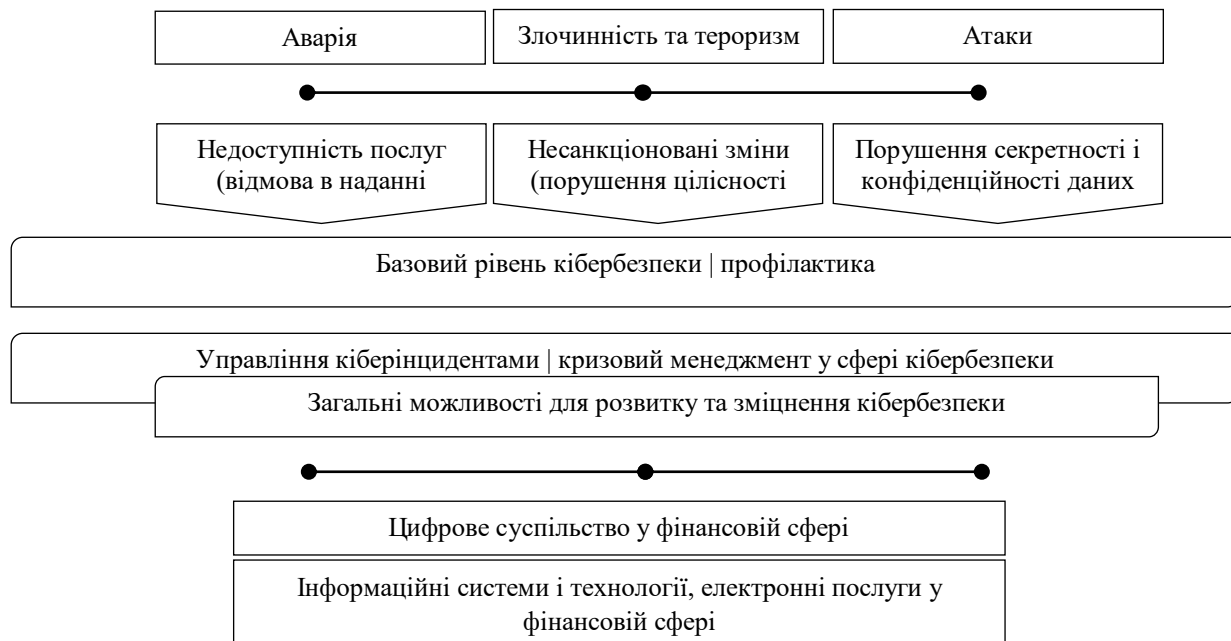 Аварія
Злочинність та тероризм
Атаки
Недоступність послуг
(відмова в наданні
Несанкціоновані зміни
(порушення цілісності
Порушення секретності і
конфіденційності даних
Базовий рівень кібербезпеки | профілактика
Управління кіберінцидентами | кризовий менеджмент у сфері кібербезпеки
Загальні можливості для розвитку та зміцнення кібербезпеки
Цифрове суспільство у фінансовій сфері
Інформаційні системи і технології, електронні послуги у
фінансовій сфері